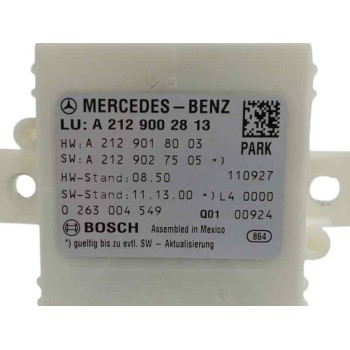 MERCEDES-BENZ
LU: A 212 900 28 13
HW: A 212 901 80 03 PARK
SW: A 212 902 75 05 *)
HW-Stand: 08.50 110927
SW-Stand: 11.13.00 *) L4 0000
0 263 004 549 Q01 00924
BOSCH Assembled in Mexico
*) gueltig bis zu evtl. SW - Aktualisierung 864